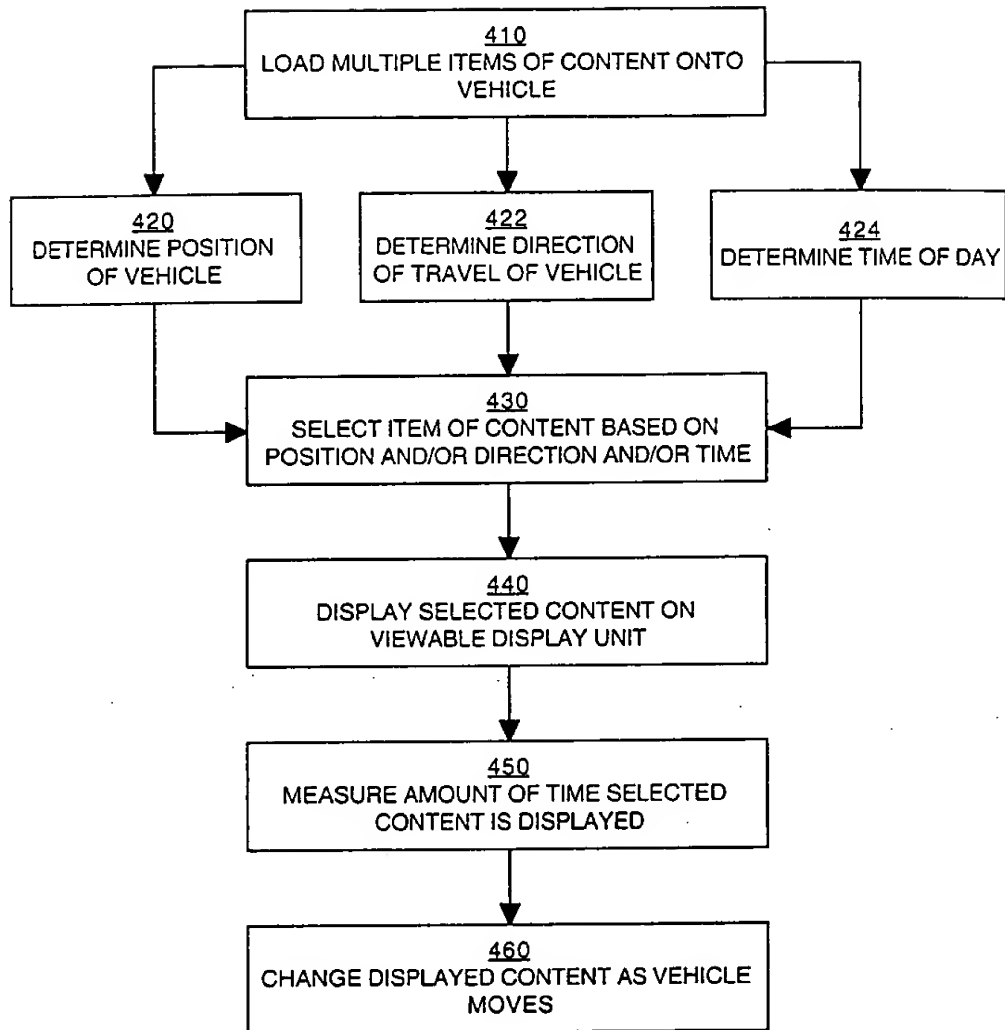 410
LOAD MULTIPLE ITEMS OF CONTENT ONTO
VEHICLE
420
DETERMINE POSITION
OF VEHICLE
422
DETERMINE DIRECTION
OF TRAVEL OF VEHICLE
424
DETERMINE TIME OF DAY
430
SELECT ITEM OF CONTENT BASED ON
POSITION AND/OR DIRECTION AND/OR TIME
440
DISPLAY SELECTED CONTENT ON
VIEWABLE DISPLAY UNIT
450
MEASURE AMOUNT OF TIME SELECTED
CONTENT IS DISPLAYED
460
CHANGE DISPLAYED CONTENT AS VEHICLE
MOVES